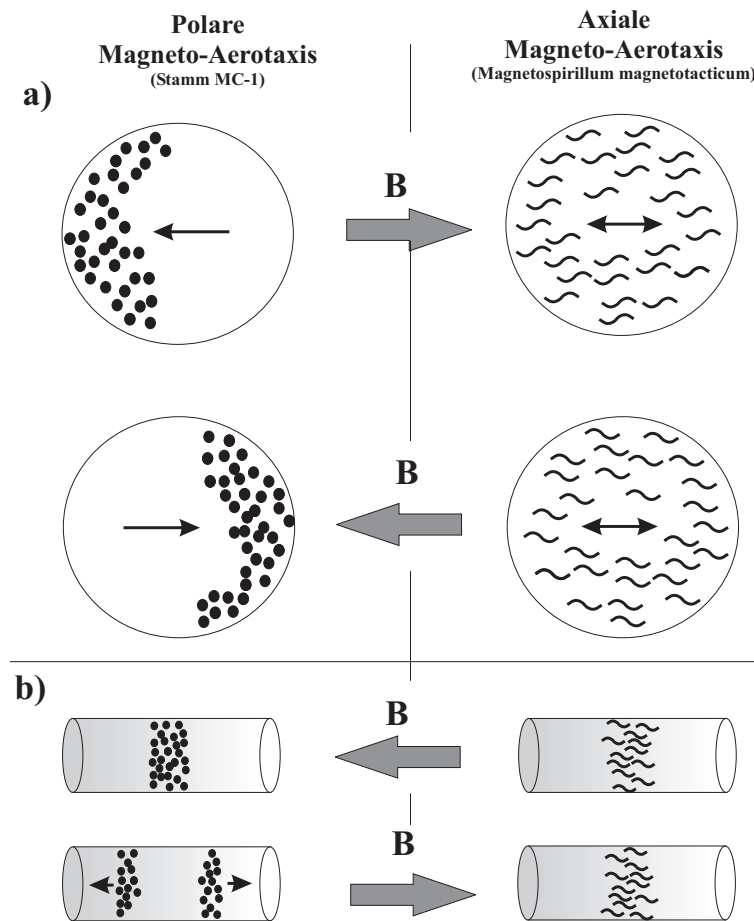 Polare
Magneto-Aerotaxis
(Stamm MC-1)
Axiale
Magneto-Aerotaxis
(Magnetospirillum magnetotacticum)
a)
B
B
b)
B
B